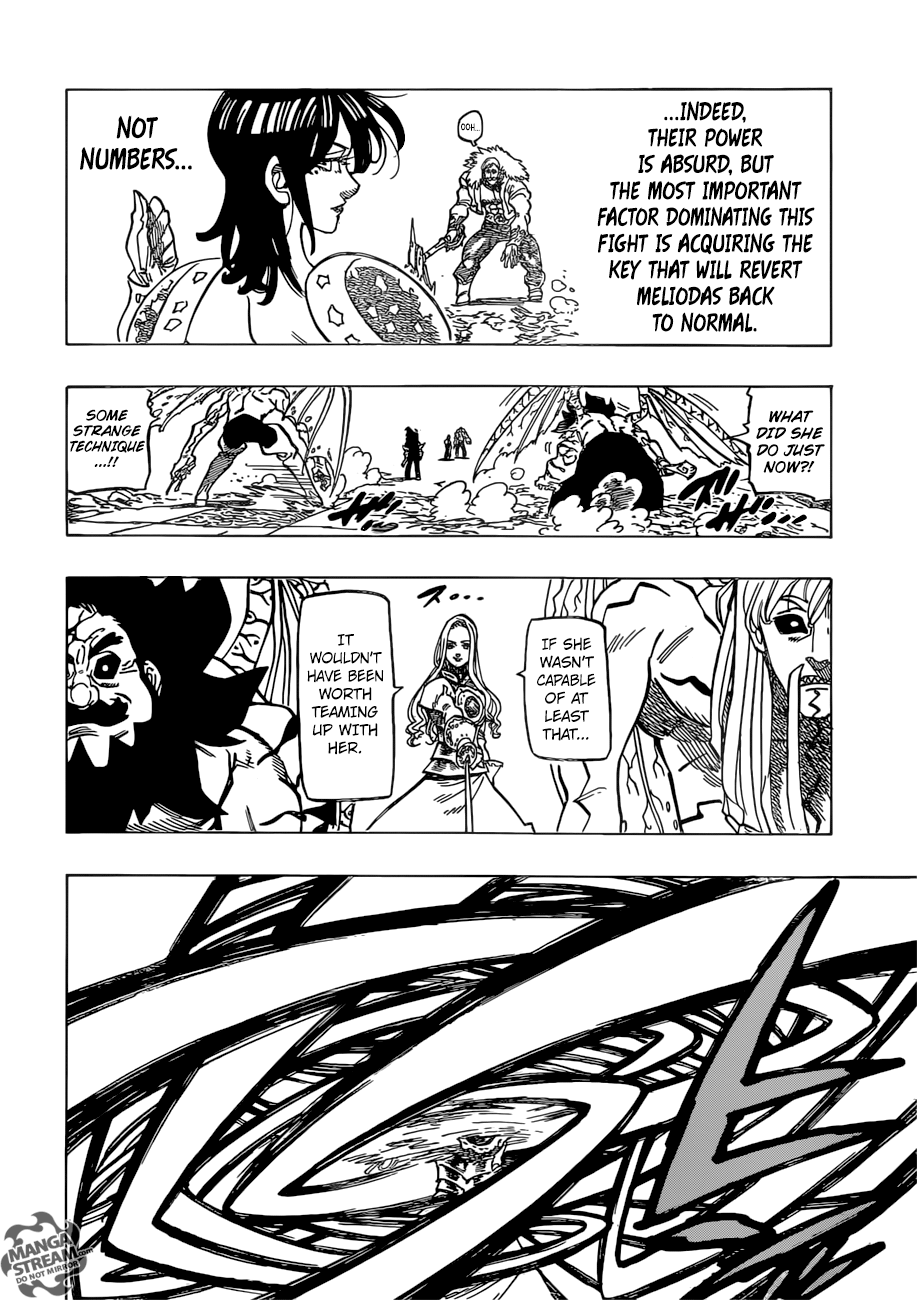 ...INDEED,
THEIR POWER
IS ABSURD, BUT
THE MOST IMPORTANT
FACTOR DOMINATING THIS
FIGHT IS ACQUIRING THE
KEY THAT WILL REVERT
MELIODAS BACK
TO NORMAL.
OOH...
NOT
NUMBERS...
WHAT
DID SHE
DO JUST
NOW?!
SOME
STRANGE
TECHNIQUE
...!!
IF SHE
WASN'T
CAPABLE
OF AT
LEAST
THAT...
ス...
IT
WOULDN'T
HAVE BEEN
WORTH
TEAMING
UP WITH
HER.
MANGA
STREAM.com
DO NOT MIRROR